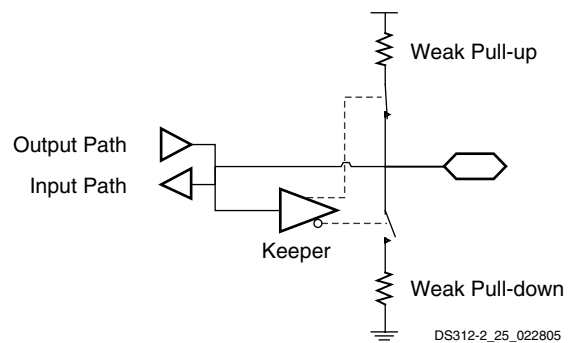 Weak Pull-up
Output Path
Input Path
Keeper
Weak Pull-down
DS312-2_25_022805